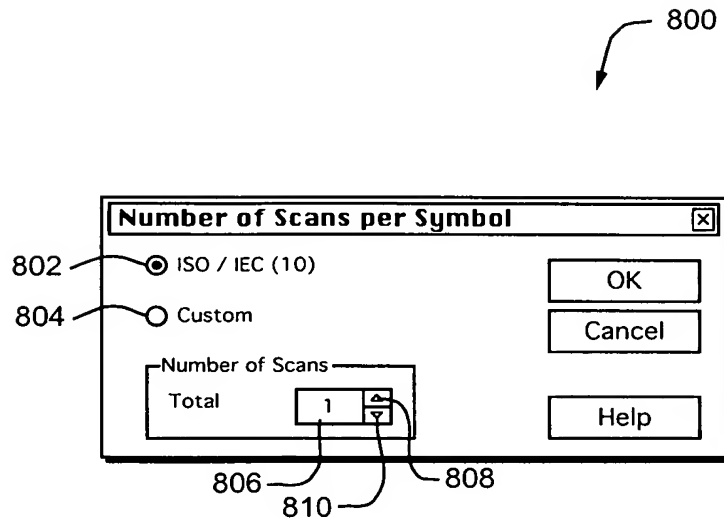 800
Number of Scans per Symbol
802
ISO / IEC (10)
OK
804
Custom
Cancel
Number of Scans
Total
1
Help
806
808
810